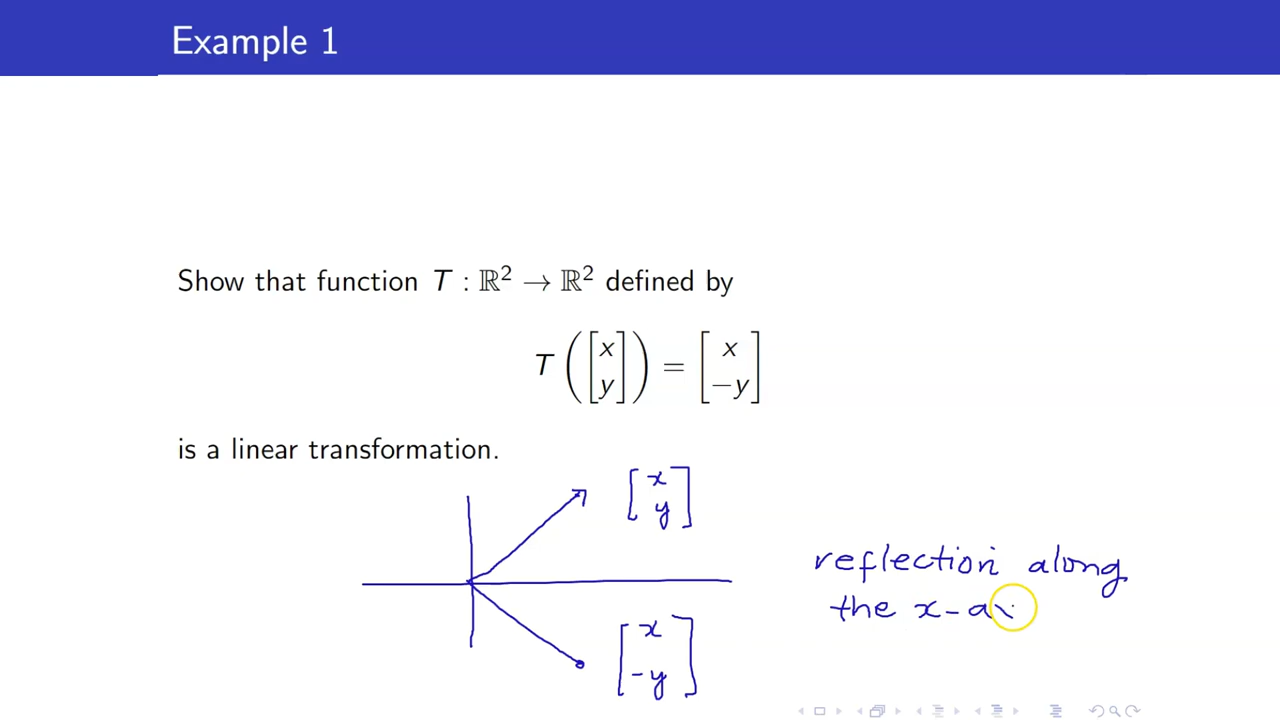 Example 1
Show that function T : ℝ² → ℝ² defined by
T([x y]) = [x −y]
is a linear transformation.
[x y]
reflection along
the x-
[x -y]